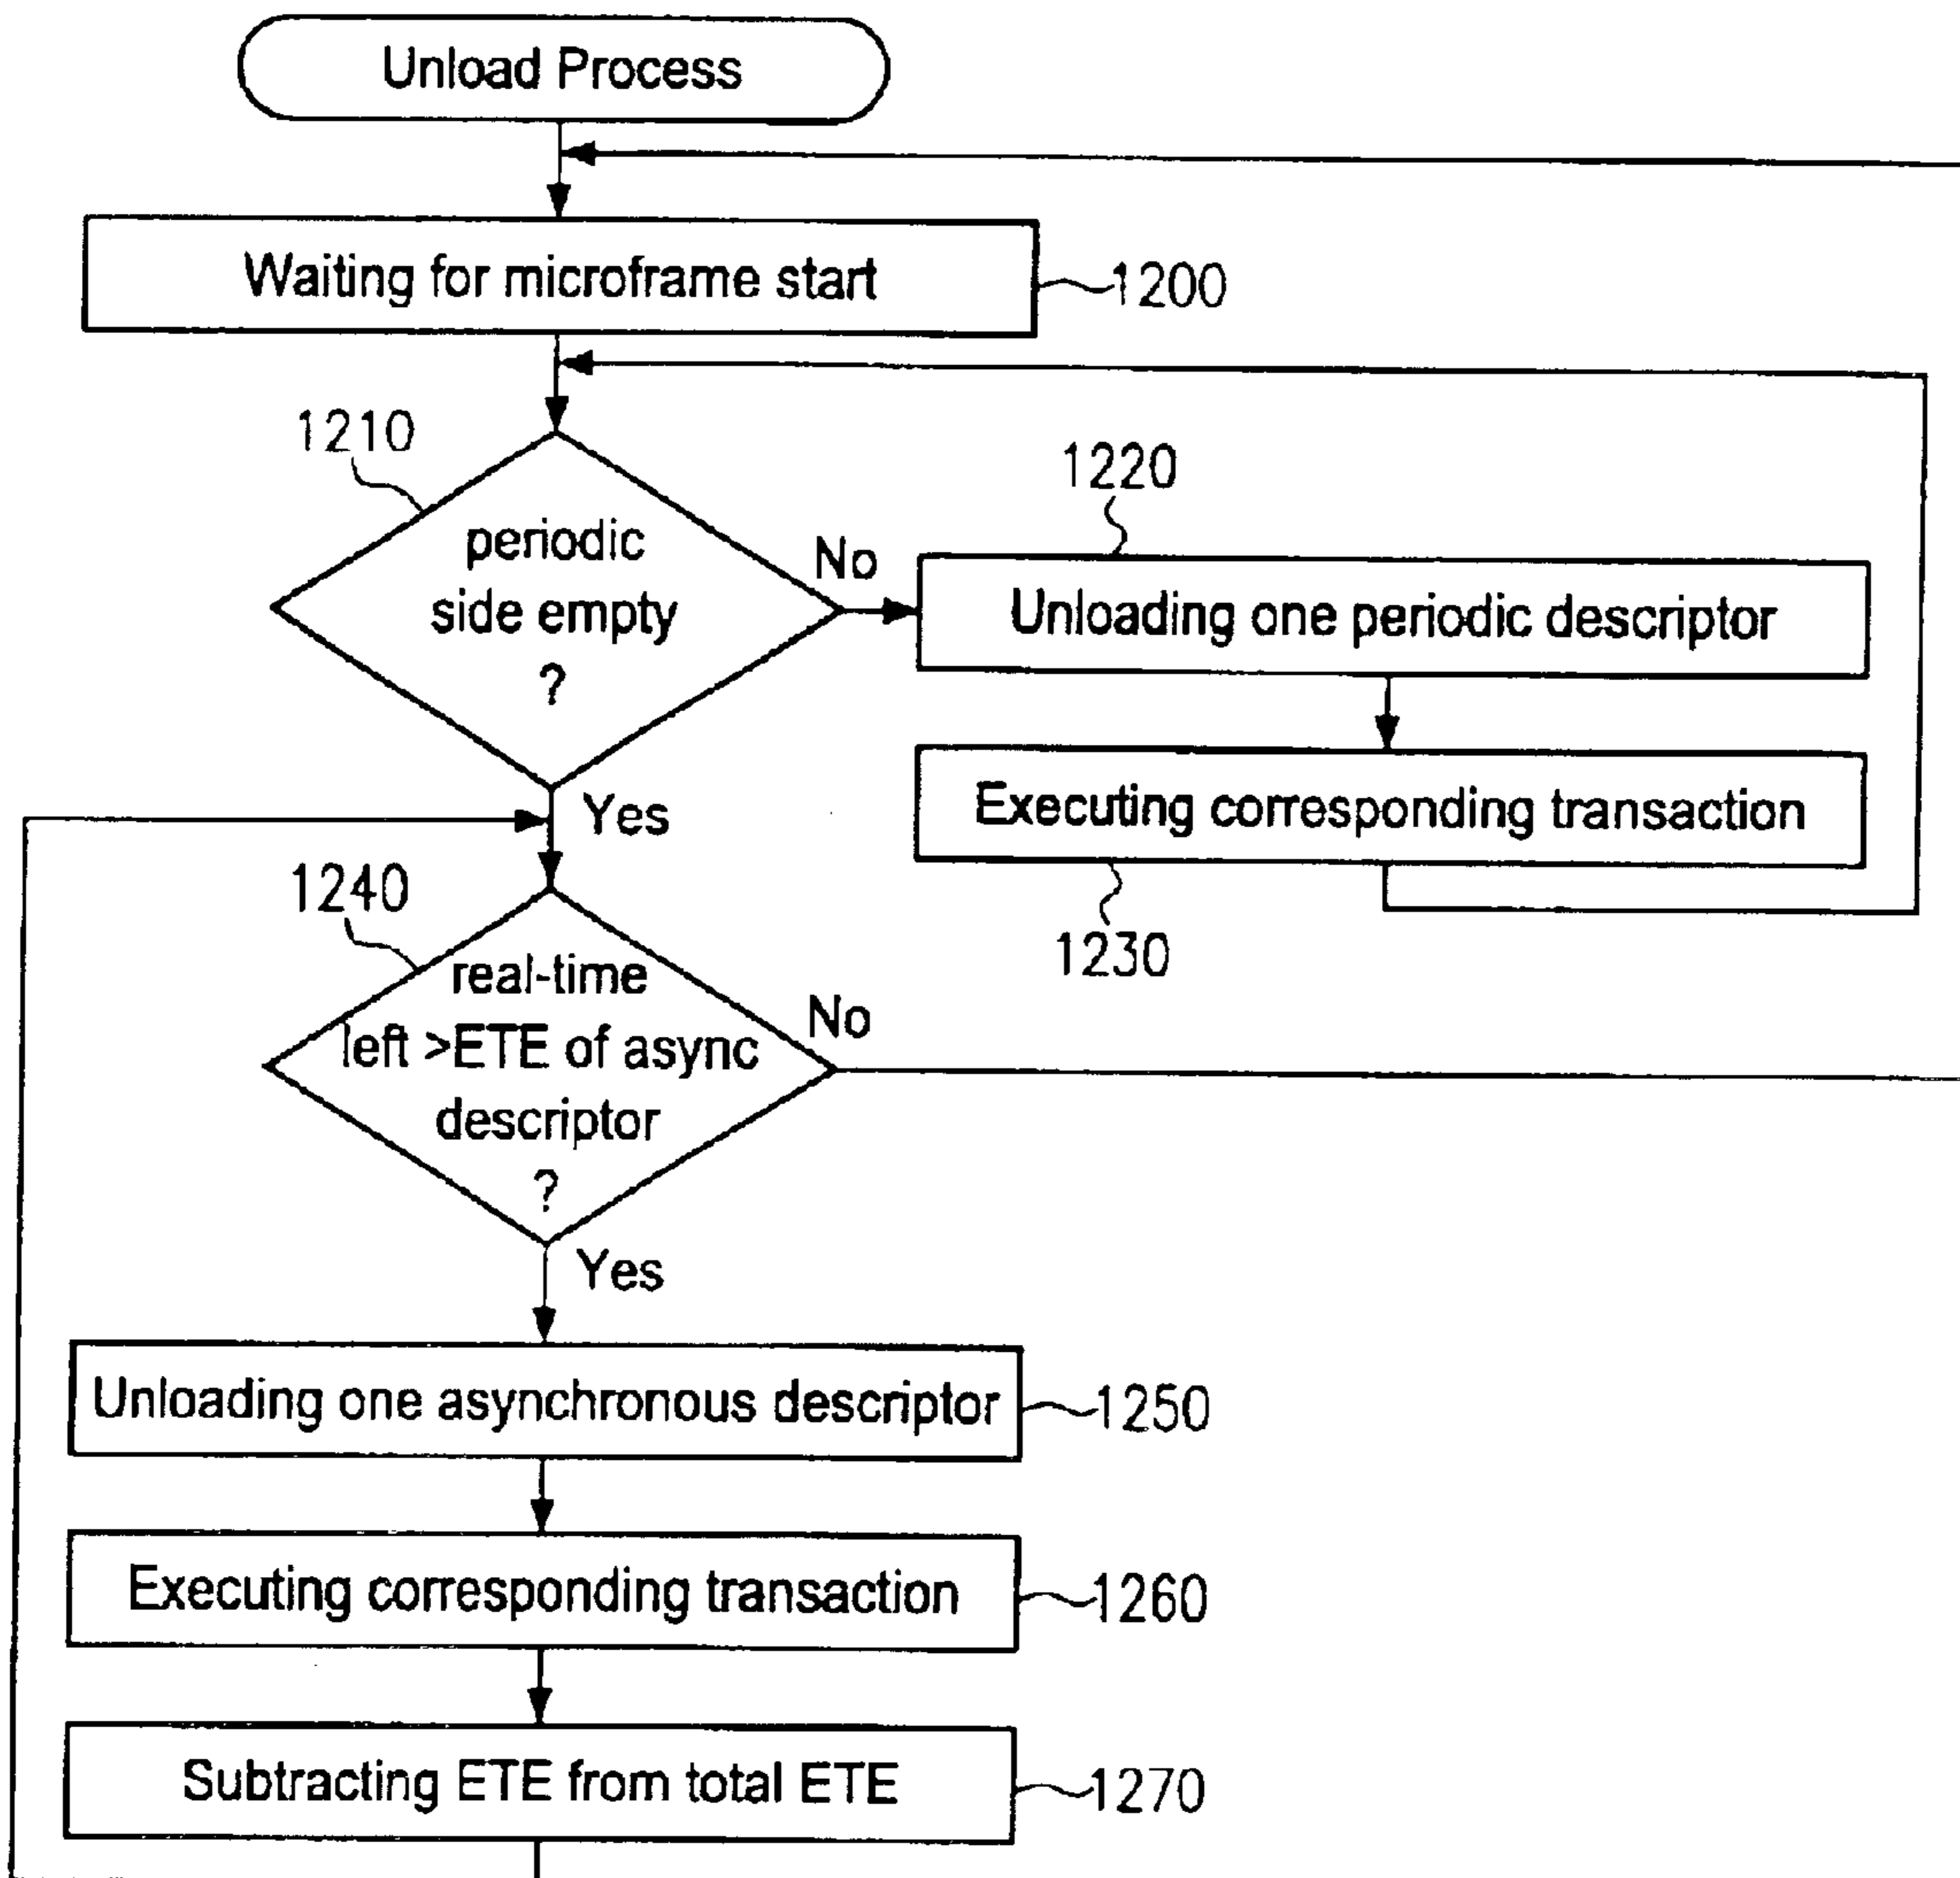 Unload Process
Waiting for microframe start
1200
1210
periodic
side empty
?
No
1220
Unloading one periodic descriptor
Executing corresponding transaction
1230
Yes
1240
real-time
left >ETE of async
descriptor
?
No
Yes
Unloading one asynchronous descriptor
1250
Executing corresponding transaction
1260
Subtracting ETE from total ETE
1270